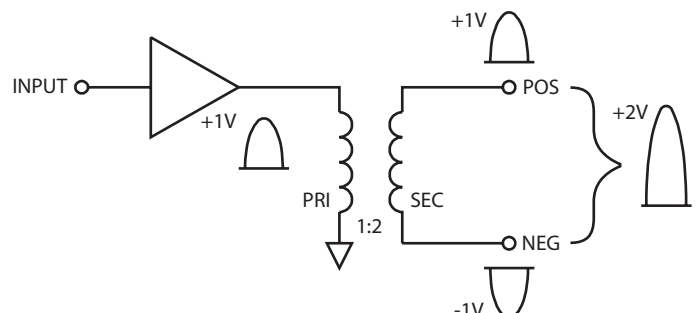 +1V
INPUT
POS
+1V
+2V
PRI
SEC
1:2
NEG
-1V